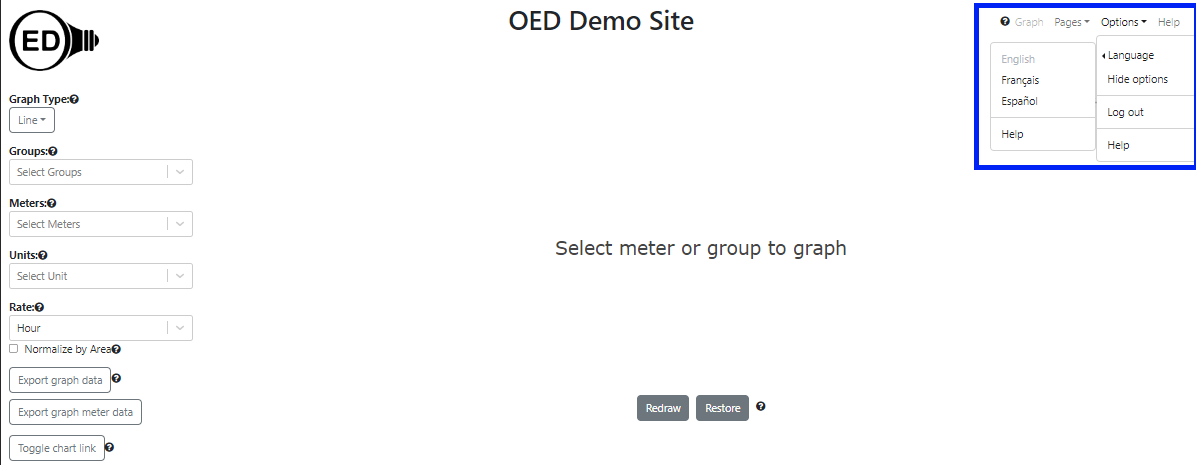 ED
OED Demo Site
Graph Pages Options Help
English
Français
Español
Help
Language
Hide options
Log out
Help
Graph Type:
Line
Groups:
Select Groups
Meters:
Select Meters
Units:
Select Unit
Rate:
Hour
Normalize by Area
Export graph data
Export graph meter data
Toggle chart link
Select meter or group to graph
Redraw Restore